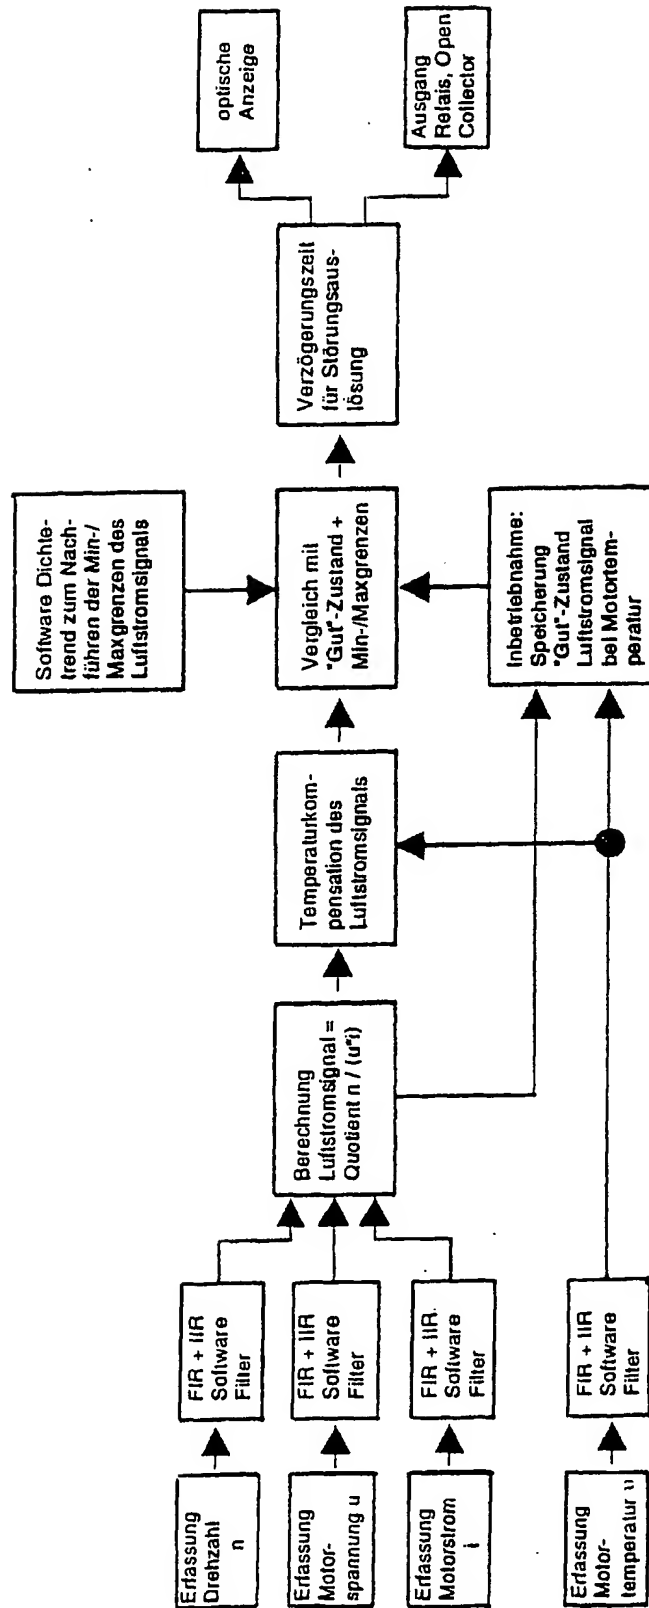 Erfassung
Drehzahl
n
FIR + IIR
Software
Filter
Erfassung
Motor-
spannung u
FIR + IIR
Software
Filter
Erfassung
Motorstrom
i
FIR + IIR
Software
Filter
Erfassung
Motor-
temperatur
FIR + IIR
Software
Filter
Berechnung
Luftstromsignal =
Quotient n / (u*i)
Temperaturkom-
pensation des
Luftstromsignals
Software Dichte-
trend zum Nach-
führen der Min-/
Maxgrenzen des
Luftstromsignals
Vergleich mit
"Gut"-Zustand +
Min-/Maxgrenzen
Inbetriebnahme:
Speicherung
"Gut"-Zustand
Luftstromsignal
bei Motortem-
peratur
Verzögerungszeit
für Störungsaus-
lösung
optische
Anzeige
Ausgang
Relais, Open
Collector